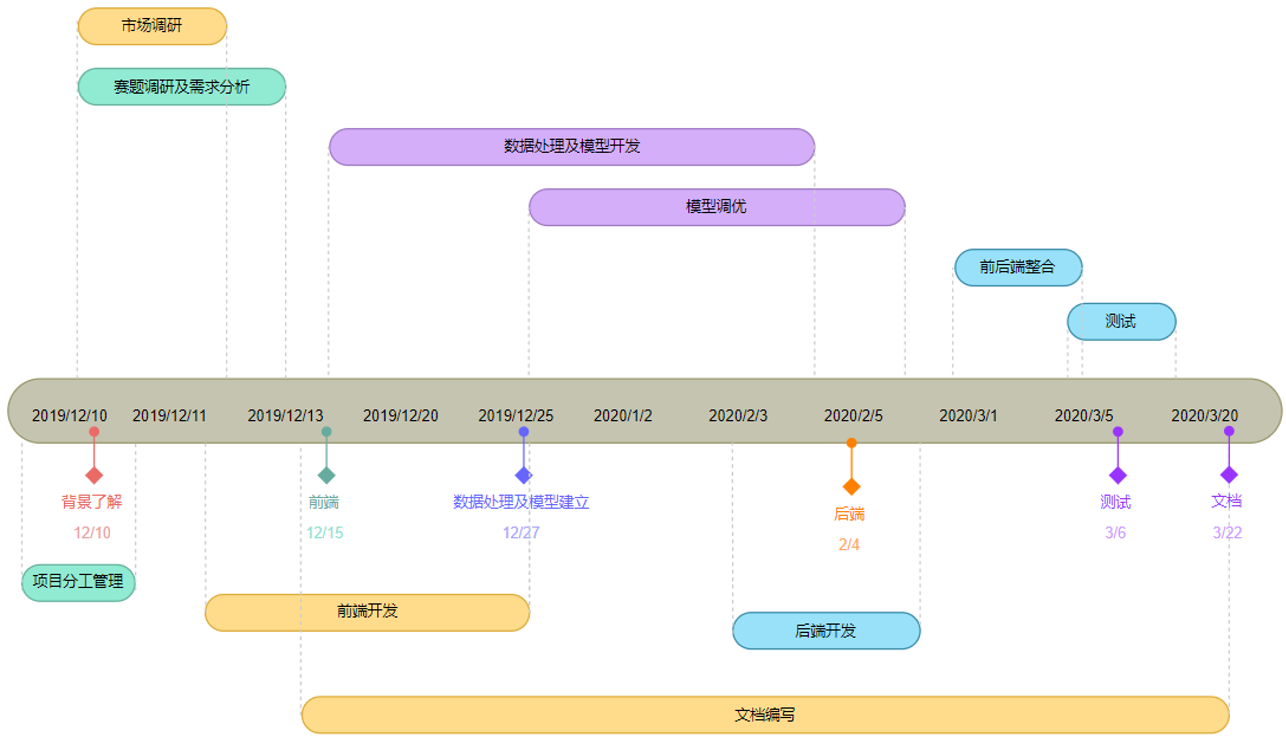 市场调研
赛题调研及需求分析
数据处理及模型开发
模型调优
前后端整合
测试
2019/12/10 2019/12/11 2019/12/13 2019/12/20 2019/12/25 2020/1/2 2020/2/3 2020/2/5 2020/3/1 2020/3/5 2020/3/20
背景了解 前端 数据处理及模型建立 后端 测试 文档
12/10 12/15 12/27 2/4 3/6 3/22
项目分工管理
前端开发
后端开发
文档编写